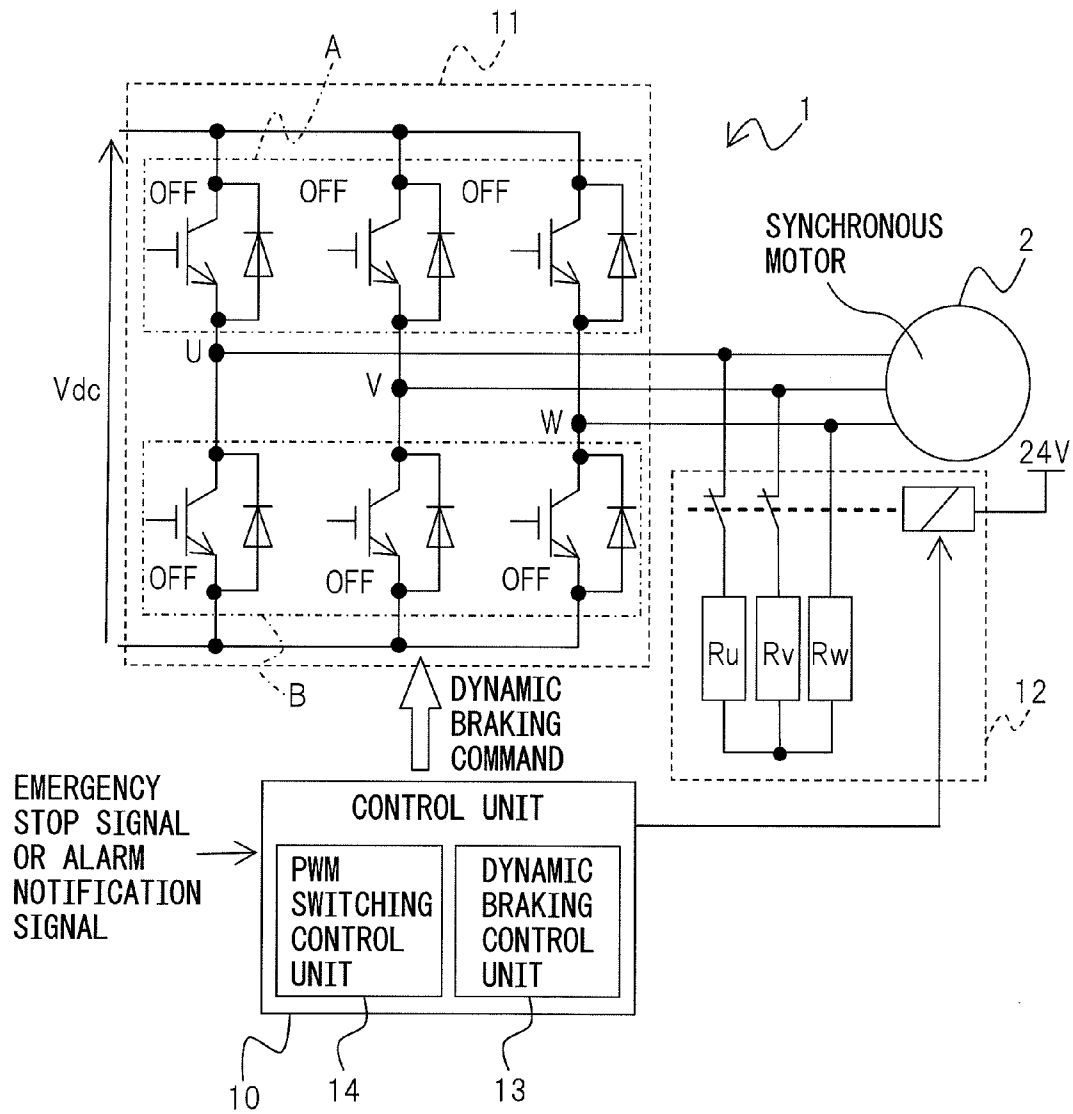 11
A
1
OFF
OFF
OFF
SYNCHRONOUS
MOTOR
2
U
Vdc
V
W
24V
OFF
OFF
OFF
Ru
Rv
Rw
B
12
DYNAMIC
BRAKING
COMMAND
EMERGENCY
STOP SIGNAL
OR ALARM
NOTIFICATION
SIGNAL
CONTROL UNIT
PWM
SWITCHING
CONTROL
UNIT
DYNAMIC
BRAKING
CONTROL
UNIT
10
14
13